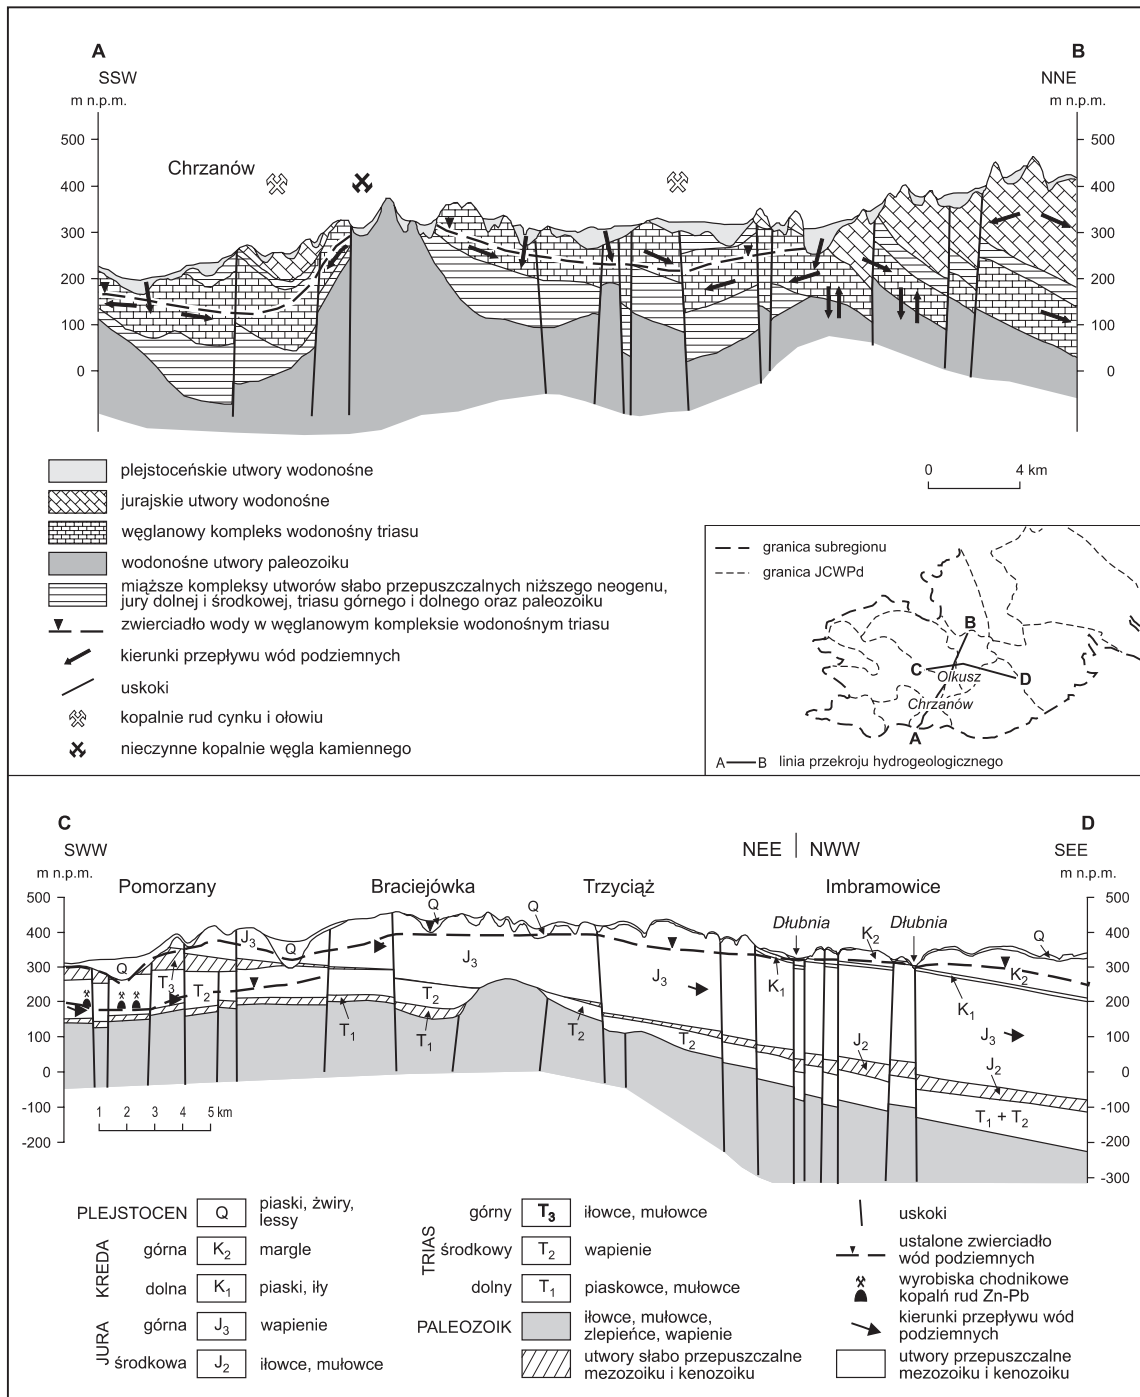 A
B
SSW
NNE
m n.p.m.
m n.p.m.
500
400
300
200
100
0
500
400
300
200
100
0
Chrzanów
plejstoceńskie utwory wodonośne
jurajskie utwory wodonośne
węglanowy kompleks wodonośny triasu
wodonośne utwory paleozoiku
miąższe kompleksy utworów słabo przepuszczalnych niższego neogenu,
jury dolnej i środkowej, triasu górnego i dolnego oraz paleozoiku
zwierciadło wody w węglanowym kompleksie wodonośnym triasu
kierunki przepływu wód podziemnych
uskoki
kopalnie rud cynku i ołowiu
nieczynne kopalnie węgla kamiennego
0 4 km
granica subregionu
granica JCWPd
B
C
Olkusz
D
Chrzanów
A
A B linia przekroju hydrogeologicznego
C
D
SWW
NEE NWW
SEE
m n.p.m.
m n.p.m.
Pomorzany
Braciejówka
Trzyciąż
Imbramowice
500
400
300
200
100
0
-100
-200
500
400
300
200
100
0
-100
-200
-300
Dłubnia
Dłubnia
Q
Q
Q
Q
Q
J3
J3
J3
J3
K2
K2
K1
K1
T3
T2
T2
T2
T2
T1
T1
J2
J2
T1 + T2
1 2 3 4 5 km
PLEJSTOCEN Q piaski, żwiry,
lessy
KREDA
górna K2 margle
dolna K1 piaski, iły
JURA
górna J3 wapienie
środkowa J2 iłowce, mułowce
TRIAS
górny T3 iłowce, mułowce
środkowy T2 wapienie
dolny T1 piaskowce, mułowce
PALEOZOIK iłowce, mułowce,
zlepieńce, wapienie
utwory słabo przepuszczalne
mezozoiku i kenozoiku
uskoki
ustalone zwierciadło
wód podziemnych
wyrobiska chodnikowe
kopalń rud Zn-Pb
kierunki przepływu wód
podziemnych
utwory przepuszczalne
mezozoiku i kenozoiku